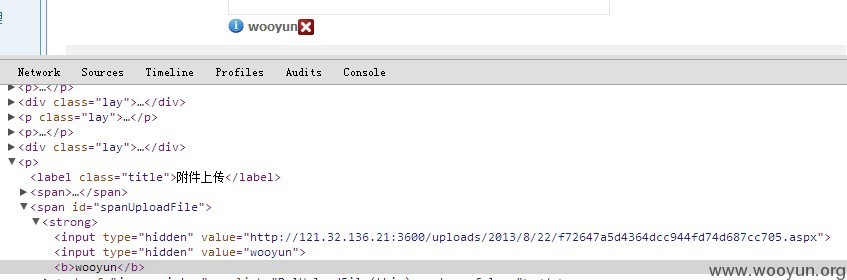 wooyun
Network Sources Timeline Profiles Audits Console
<p>…</p>
<div class="lay">…</div>
<p class="lay">…</p>
<p>…</p>
<div class="lay">…</div>
<p>
<label class="title">附件上传</label>
<span>…</span>
<span id="spanUploadFile">
<strong>
<input type="hidden" value="http://121.32.136.21:3600/uploads/2013/8/22/f72647a5d4364dcc944fd74d687cc705.aspx">
<input type="hidden" value="wooyun">
<b>wooyun</b>
www.wooyun.org